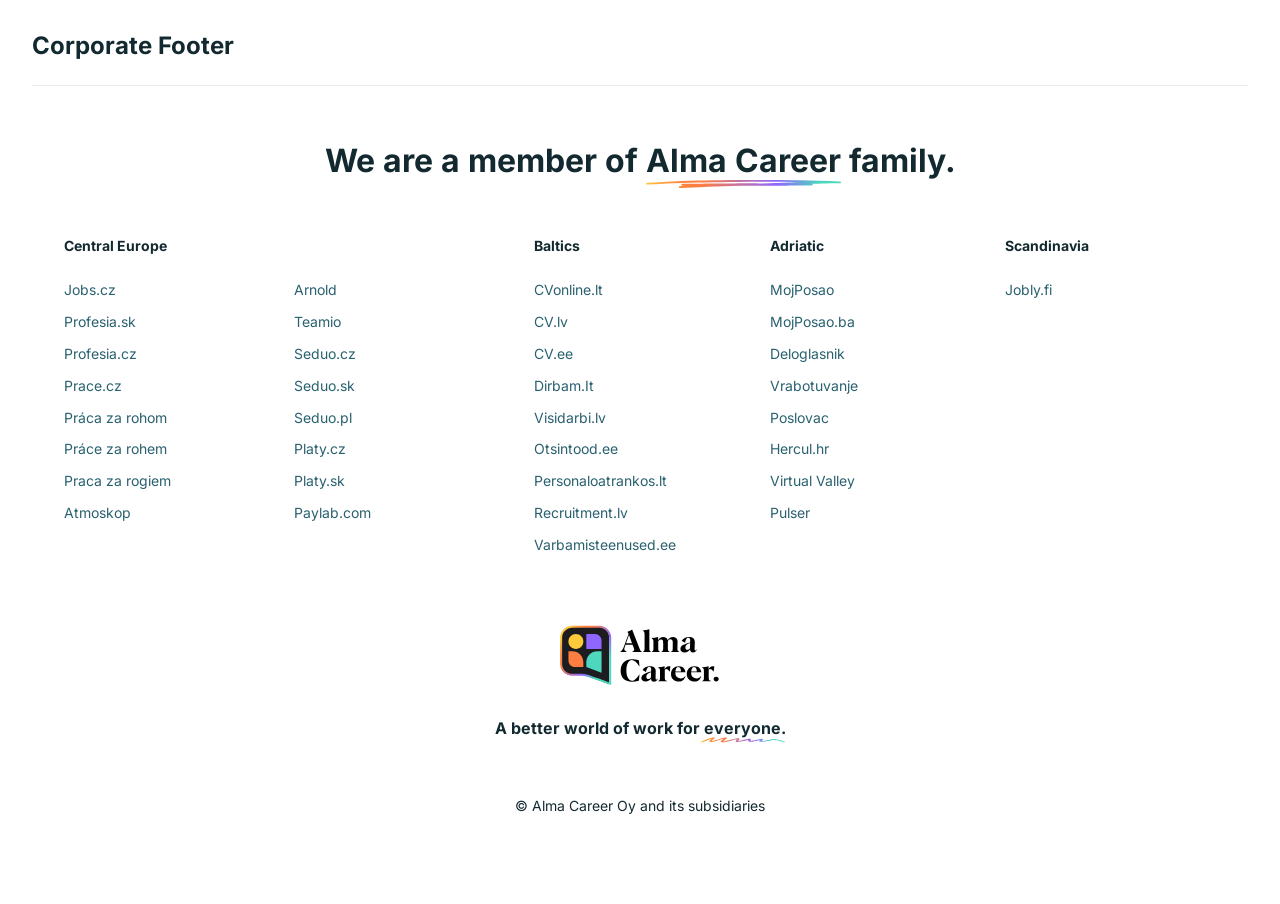 Corporate Footer
We are a member of Alma Career family.
Central Europe
Jobs.cz
Profesia.sk
Profesia.cz
Prace.cz
Práca za rohom
Práce za rohem
Praca za rogiem
Atmoskop
Arnold
Teamio
Seduo.cz
Seduo.sk
Seduo.pl
Platy.cz
Platy.sk
Paylab.com
Baltics
CVonline.lt
CV.lv
CV.ee
Dirbam.It
Visidarbi.lv
Otsintood.ee
Personaloatrankos.lt
Recruitment.lv
Varbamisteenused.ee
Adriatic
MojPosao
MojPosao.ba
Deloglasnik
Vrabotuvanje
Poslovac
Hercul.hr
Virtual Valley
Pulser
Scandinavia
Jobly.fi
Alma
Career.
A better world of work for everyone.
© Alma Career Oy and its subsidiaries